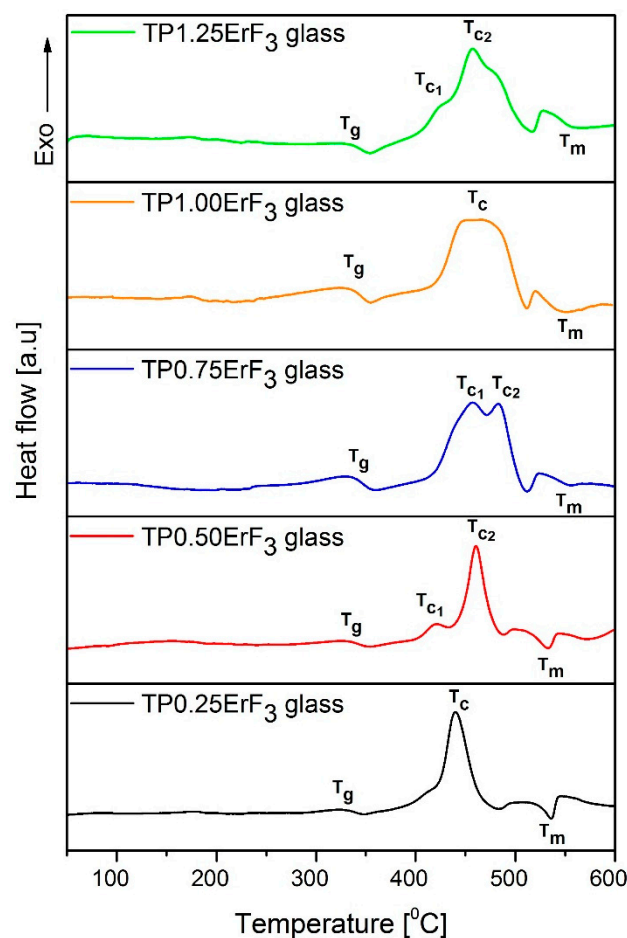 TP1.25ErF3 glass
Tc2
Tc1
Tg
Tm
Exo
TP1.00ErF3 glass
Tc
Tg
Tm
TP0.75ErF3 glass
Tc1 Tc2
Tg
Tm
TP0.50ErF3 glass
Tc2
Tc1
Tg
Tm
TP0.25ErF3 glass
Tc
Tg
Tm
Heat flow [a.u]
100 200 300 400 500 600
Temperature [⁰C]